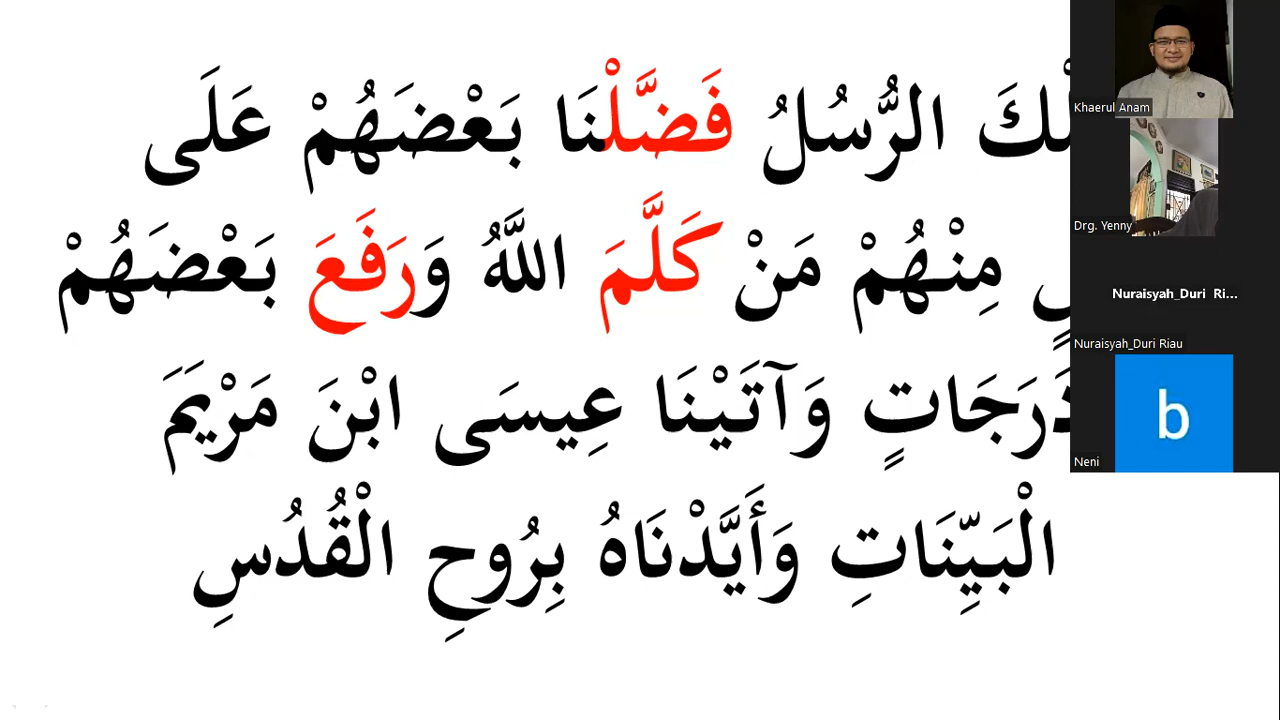 الرُّسُلُ فَضَّلْنَا بَعْضَهُمْ عَلَى
مِنْهُمْ مَنْ كَلَّمَ اللَّهُ وَرَفَعَ بَعْضَهُمْ
دَرَجَاتٍ وَآتَيْنَا عِيسَى ابْنَ مَرْيَمَ
الْبَيِّنَاتِ وَأَيَّدْنَاهُ بِرُوحِ الْقُدُسِ
Khaerul Anam
Drg. Yenny
Nuraisyah_Duri Ri...
Nuraisyah_Duri Riau
b
Neni